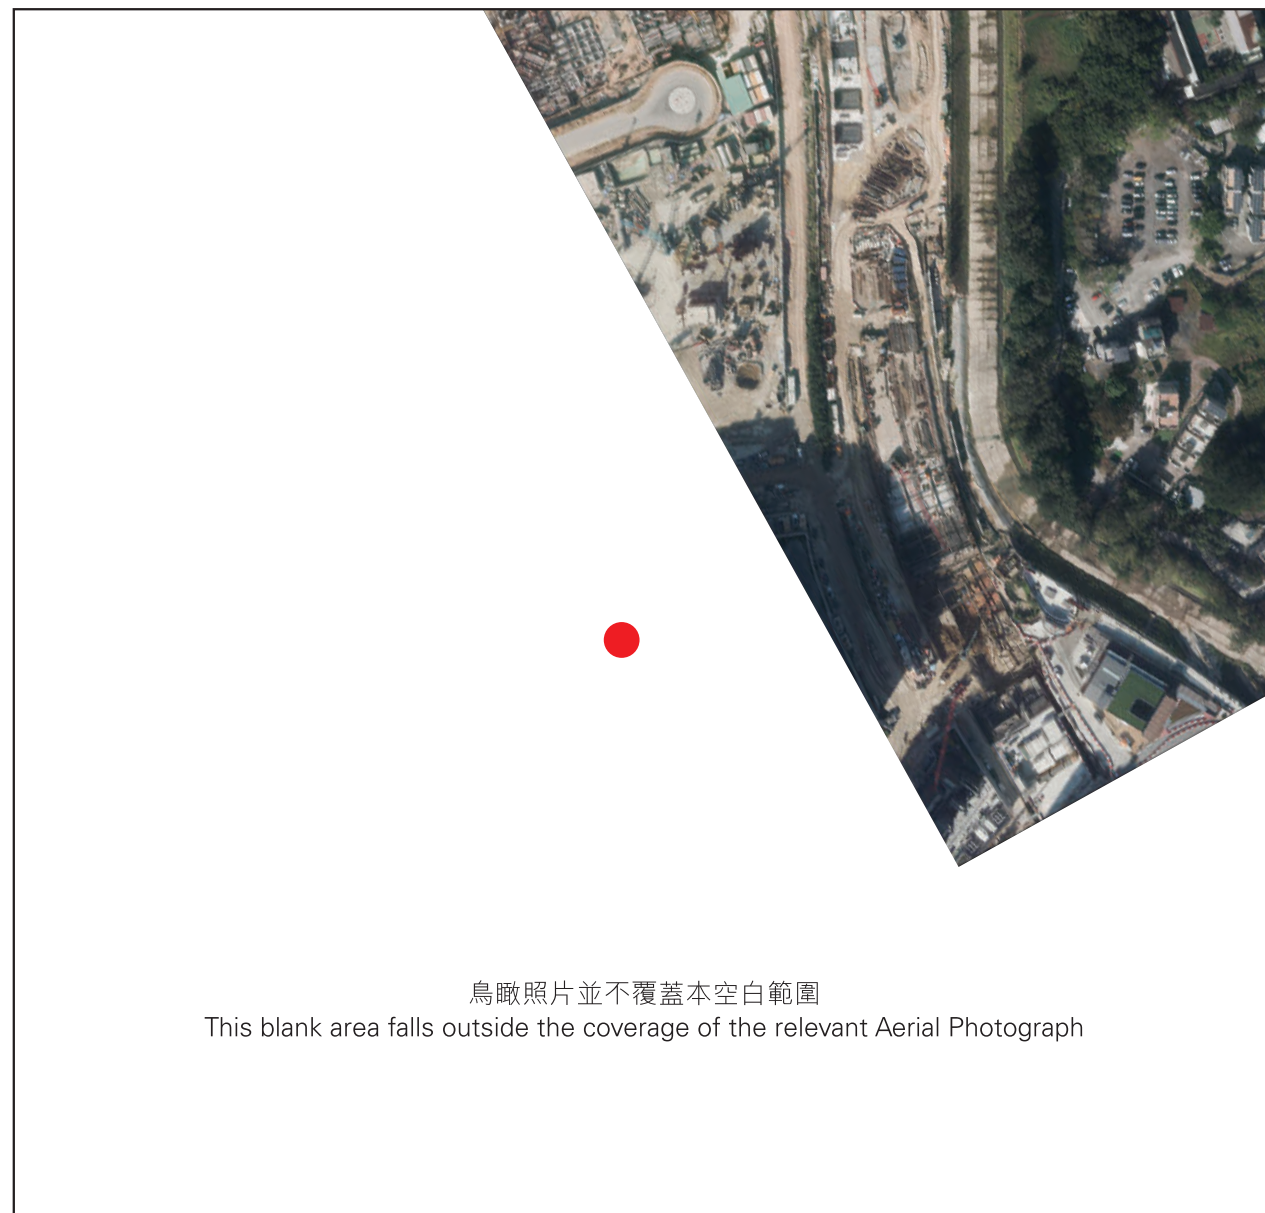 鳥瞰照片並不覆蓋本空白範圍
This blank area falls outside the coverage of the relevant Aerial Photograph